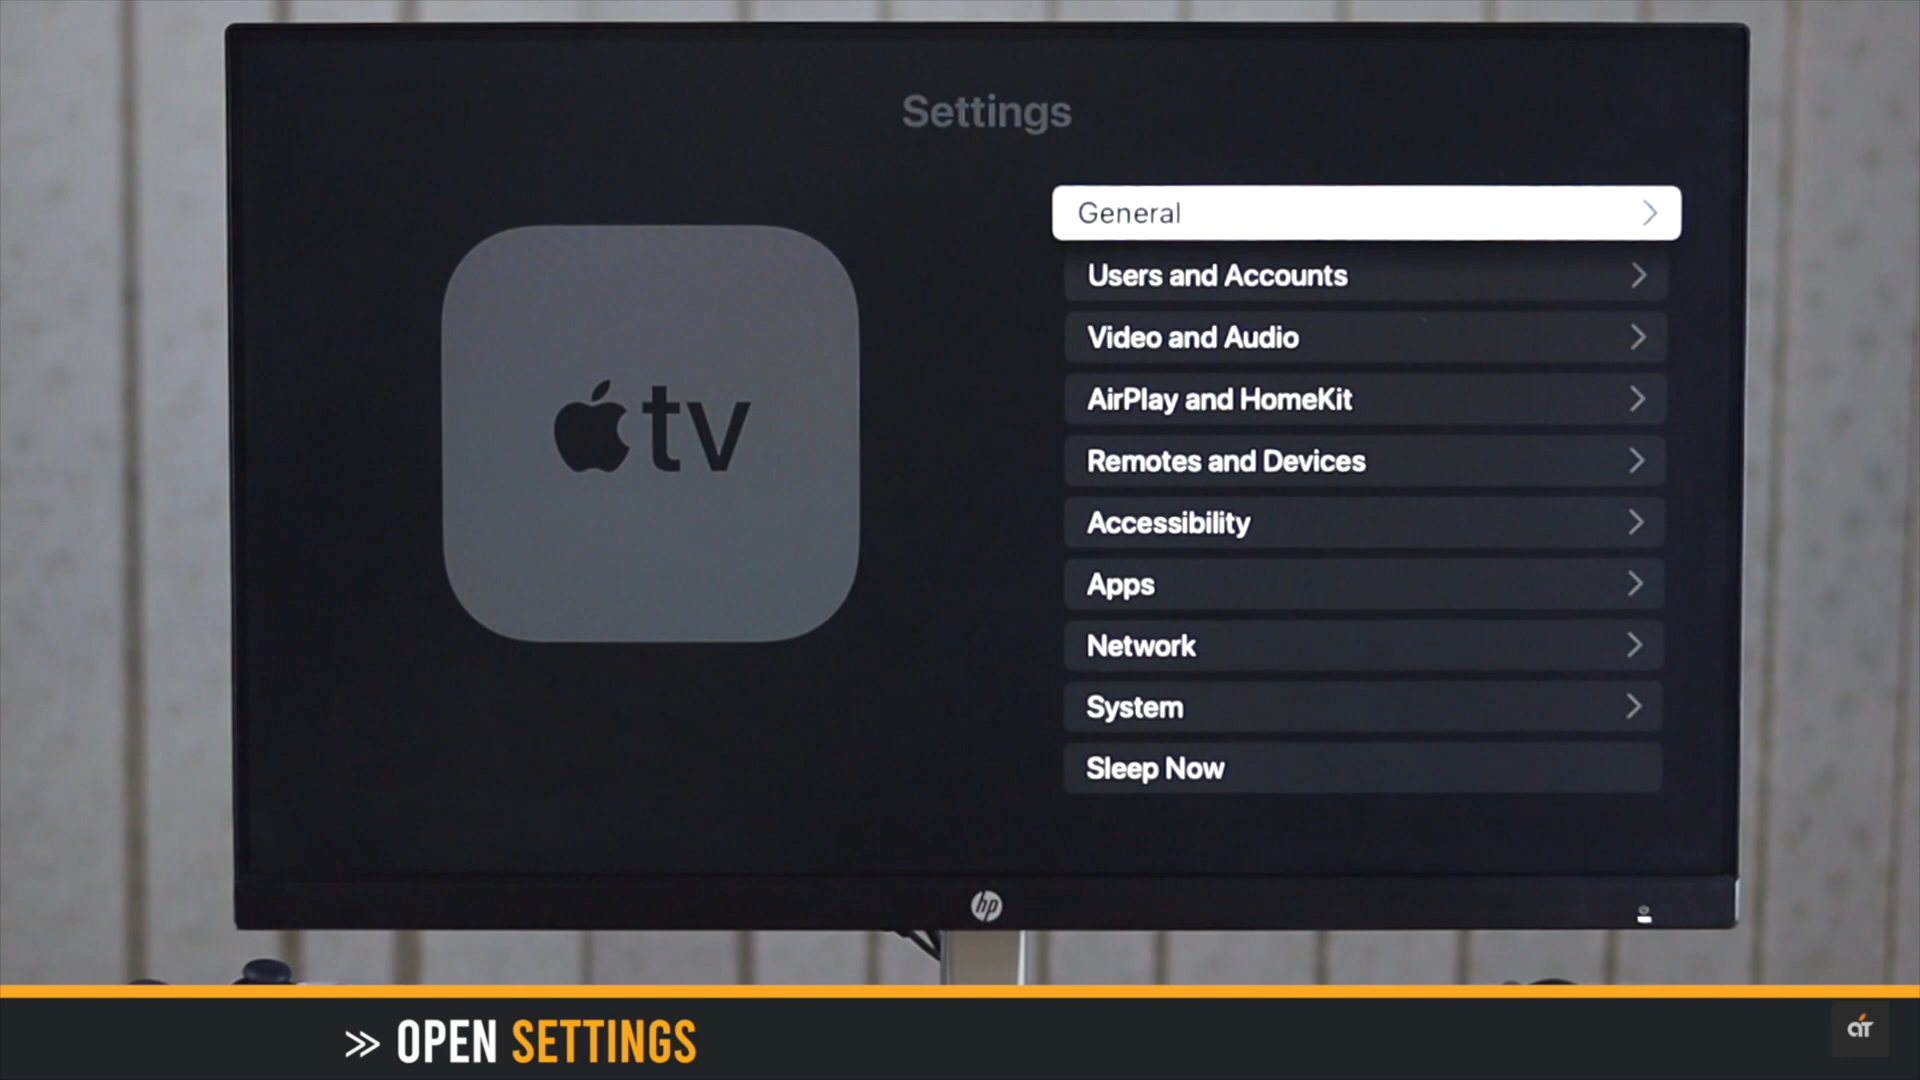 Settings
tv
General
Users and Accounts
Video and Audio
AirPlay and HomeKit
Remotes and Devices
Accessibility
Apps
Network
System
Sleep Now
hp
» OPEN SETTINGS
aт